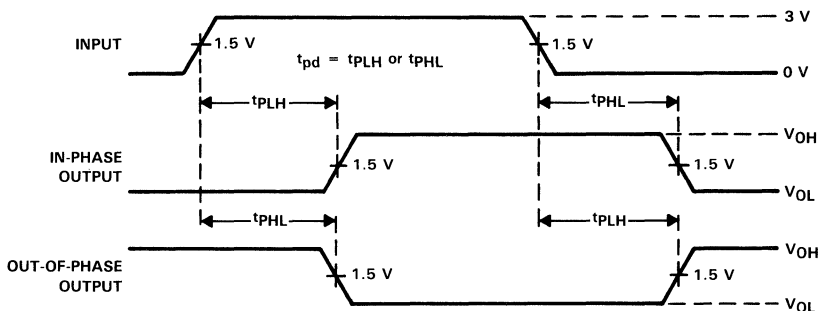 3 V
INPUT
1.5 V
1.5 V
tpd = tPLH or tPHL
0 V
tPLH
tPHL
VOH
IN-PHASE
OUTPUT
1.5 V
1.5 V
VOL
tPHL
tPLH
VOH
OUT-OF-PHASE
OUTPUT
1.5 V
1.5 V
VOL